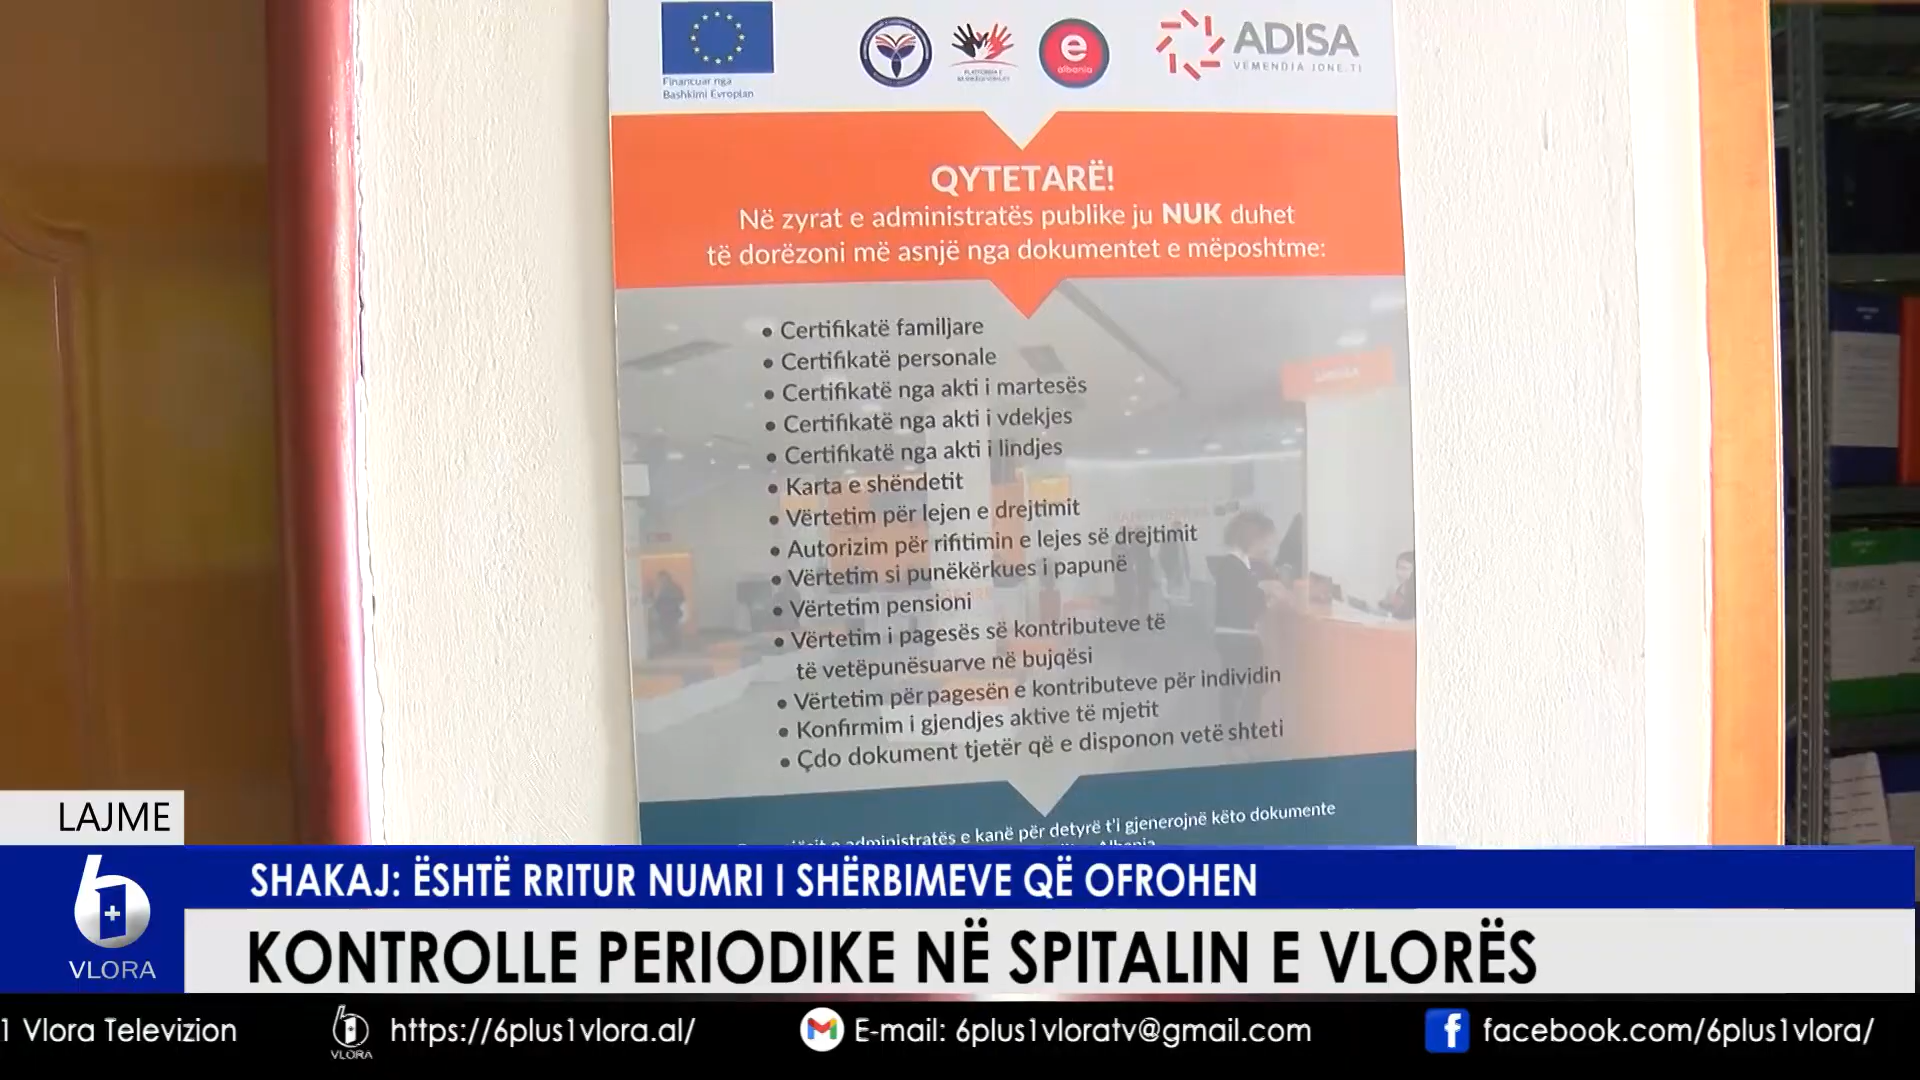 Financuar nga
Bashkimi Evropian
e
albania
ADISA
VËMENDJA JONË, TI
QYTETARË!
Në zyrat e administratës publike ju NUK duhet
të dorëzoni më asnjë nga dokumentet e mëposhtme:
• Certifikatë familjare
• Certifikatë personale
• Certifikatë nga akti i martesës
• Certifikatë nga akti i vdekjes
• Certifikatë nga akti i lindjes
• Karta e shëndetit
• Vërtetim për lejen e drejtimit
• Autorizim për rifitimin e lejes së drejtimit
• Vërtetim si punëkërkues i papunë
• Vërtetim pensioni
• Vërtetim i pagesës së kontributeve të
të vetëpunësuarve në bujqësi
• Vërtetim për pagesën e kontributeve për individin
• Konfirmim i gjendjes aktive të mjetit
• Çdo dokument tjetër që e disponon vetë shteti
administratës e kanë për detyrë t'i gjenerojnë këto dokumente
LAJME
6+
VLORA
SHAKAJ: ËSHTË RRITUR NUMRI I SHËRBIMEVE QË OFROHEN
KONTROLLE PERIODIKE NË SPITALIN E VLORËS
1 Vlora Televizion
VLORA
https://6plus1vlora.al/
E-mail: 6plus1vloratv@gmail.com
facebook.com/6plus1vlora/